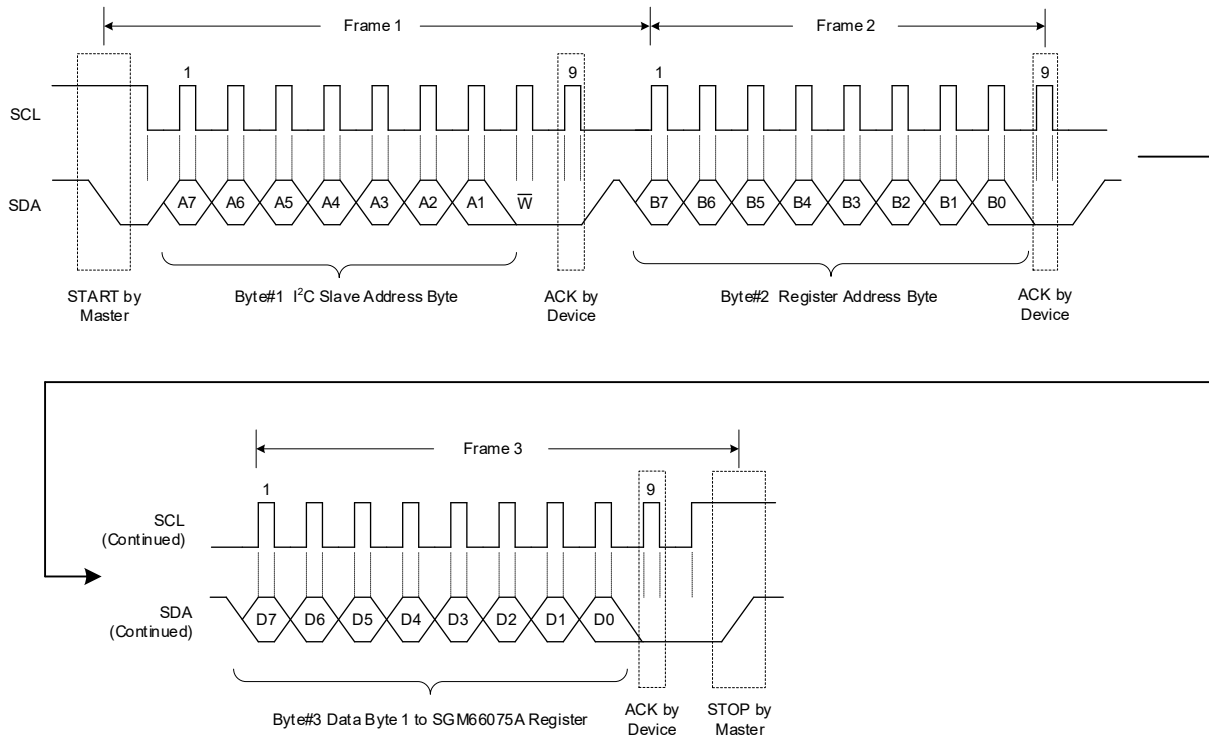 Frame 1
Frame 2
1
9
1
9
SCL
SDA
A7 A6 A5 A4 A3 A2 A1 W̅
B7 B6 B5 B4 B3 B2 B1 B0
START by
Master
Byte#1 I²C Slave Address Byte
ACK by
Device
Byte#2 Register Address Byte
ACK by
Device
Frame 3
1
9
SCL
(Continued)
SDA
(Continued)
D7 D6 D5 D4 D3 D2 D1 D0
Byte#3 Data Byte 1 to SGM66075A Register
ACK by
Device
STOP by
Master